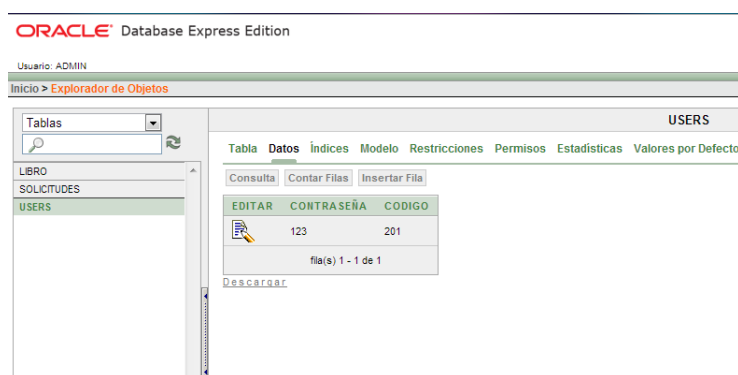 ORACLE Database Express Edition
Usuario: ADMIN
Inicio > Explorador de Objetos
Tablas
USERS
Tabla Datos Índices Modelo Restricciones Permisos Estadísticas Valores por Defecto
LIBRO
SOLICITUDES
USERS
Consulta Contar Filas Insertar Fila
EDITAR CONTRASEÑA CODIGO
123 201
fila(s) 1 - 1 de 1
Descargar